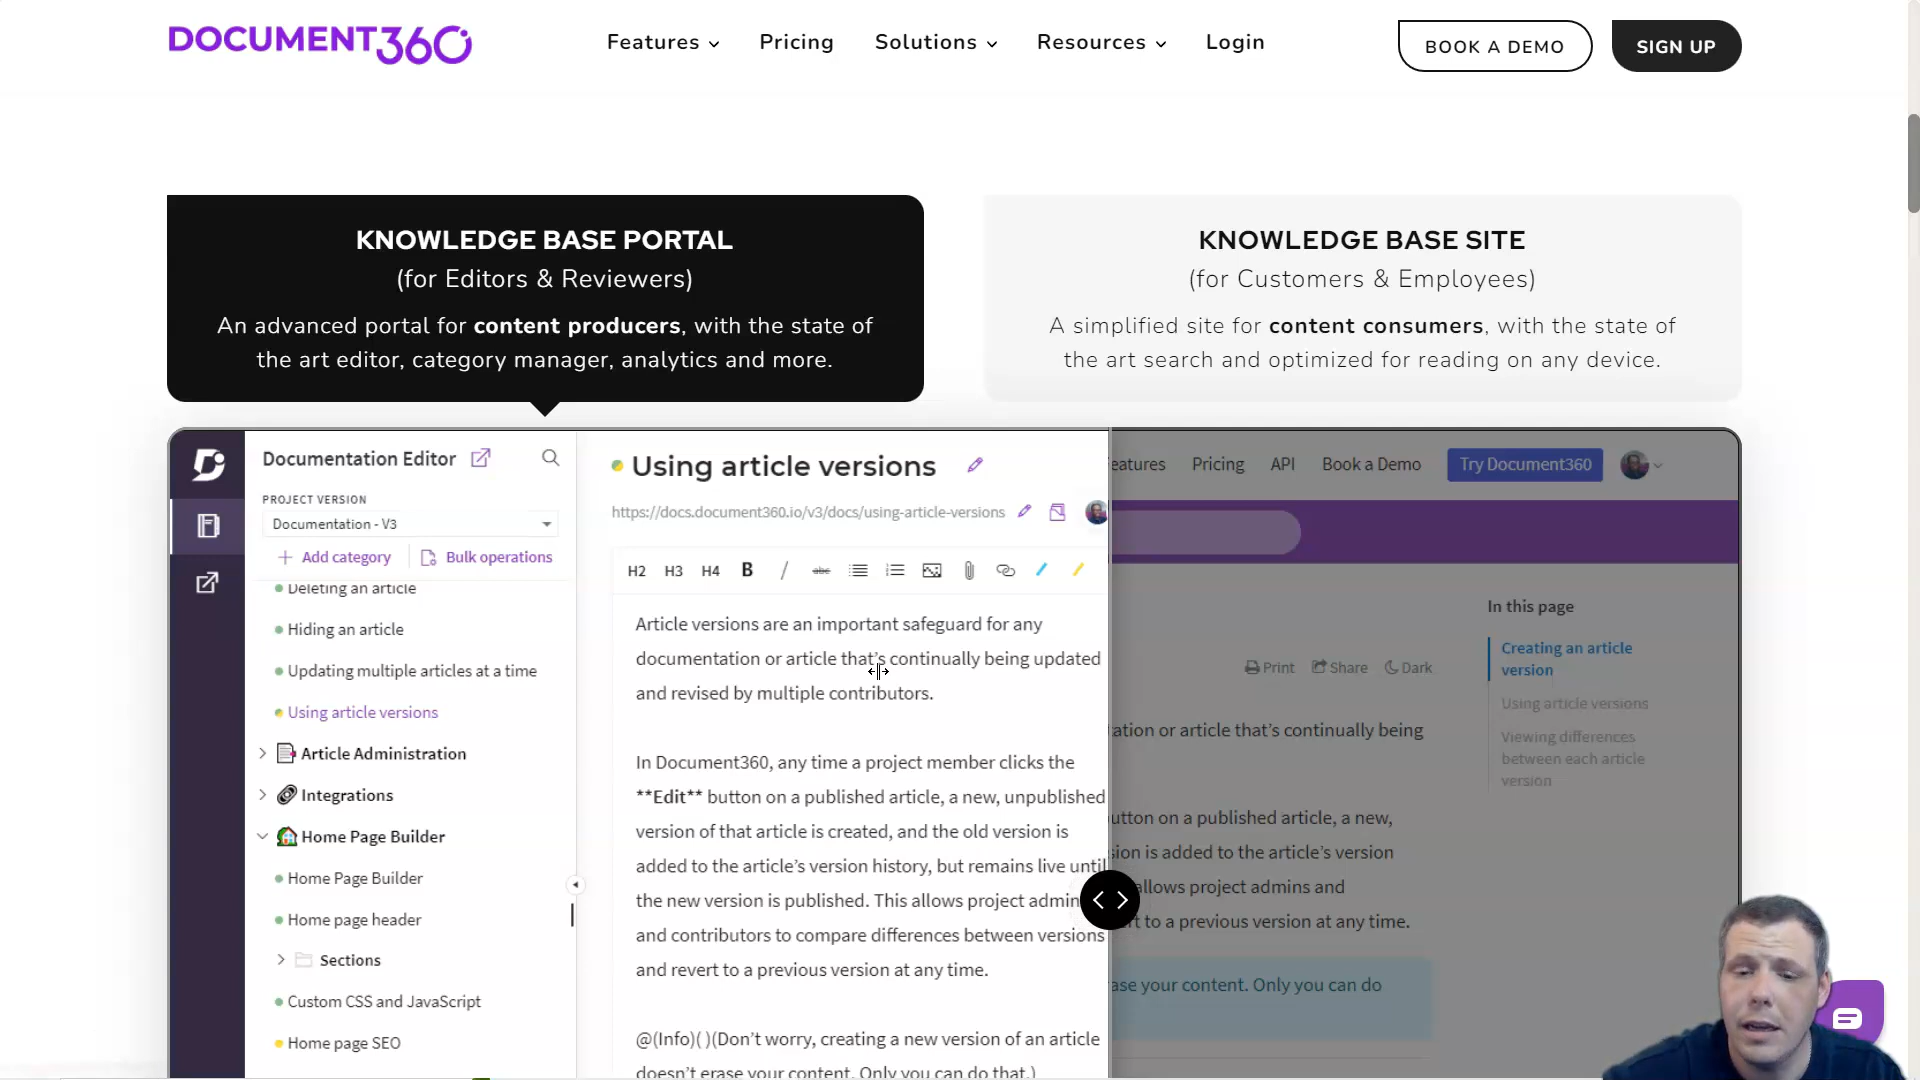 DOCUMENT360
Features
Pricing
Solutions
Resources
Login
BOOK A DEMO
SIGN UP
KNOWLEDGE BASE PORTAL
(for Editors & Reviewers)
An advanced portal for content producers, with the state of
the art editor, category manager, analytics and more.
KNOWLEDGE BASE SITE
(for Customers & Employees)
A simplified site for content consumers, with the state of
the art search and optimized for reading on any device.
Documentation Editor
PROJECT VERSION
Documentation - V3
Add category
Bulk operations
Deleting an article
Hiding an article
Updating multiple articles at a time
Using article versions
Article Administration
Integrations
Home Page Builder
Home Page Builder
Home page header
Sections
Custom CSS and JavaScript
Home page SEO
Using article versions
https://docs.document360.io/v3/docs/using-article-versions
H2 H3 H4 B abc
Article versions are an important safeguard for any
documentation or article that's continually being updated
and revised by multiple contributors.
In Document360, any time a project member clicks the
**Edit** button on a published article, a new, unpublished
version of that article is created, and the old version is
added to the article's version history, but remains live until
the new version is published. This allows project admin
and contributors to compare differences between versions
and revert to a previous version at any time.
@(Info)( )(Don't worry, creating a new version of an article
doesn't erase your content. Only you can do that.)
eatures
Pricing
API
Book a Demo
Try Document360
Print
Share
Dark
ation or article that's continually being
utton on a published article, a new,
sion is added to the article's version
allows project admins and
rt to a previous version at any time.
ase your content. Only you can do
In this page
Creating an article
version
Using article versions
Viewing differences
between each article
version